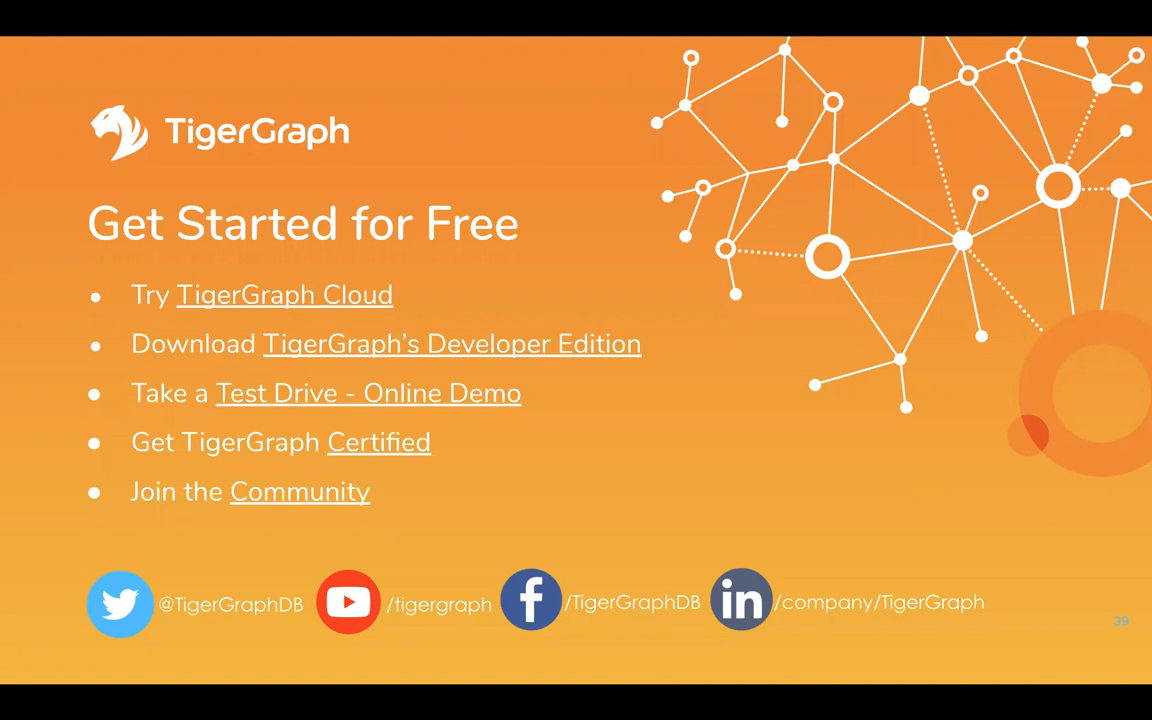 TigerGraph
Get Started for Free
● Try TigerGraph Cloud
● Download TigerGraph’s Developer Edition
● Take a Test Drive - Online Demo
● Get TigerGraph Certified
● Join the Community
@TigerGraphDB /tigergraph /TigerGraphDB /company/TigerGraph
39